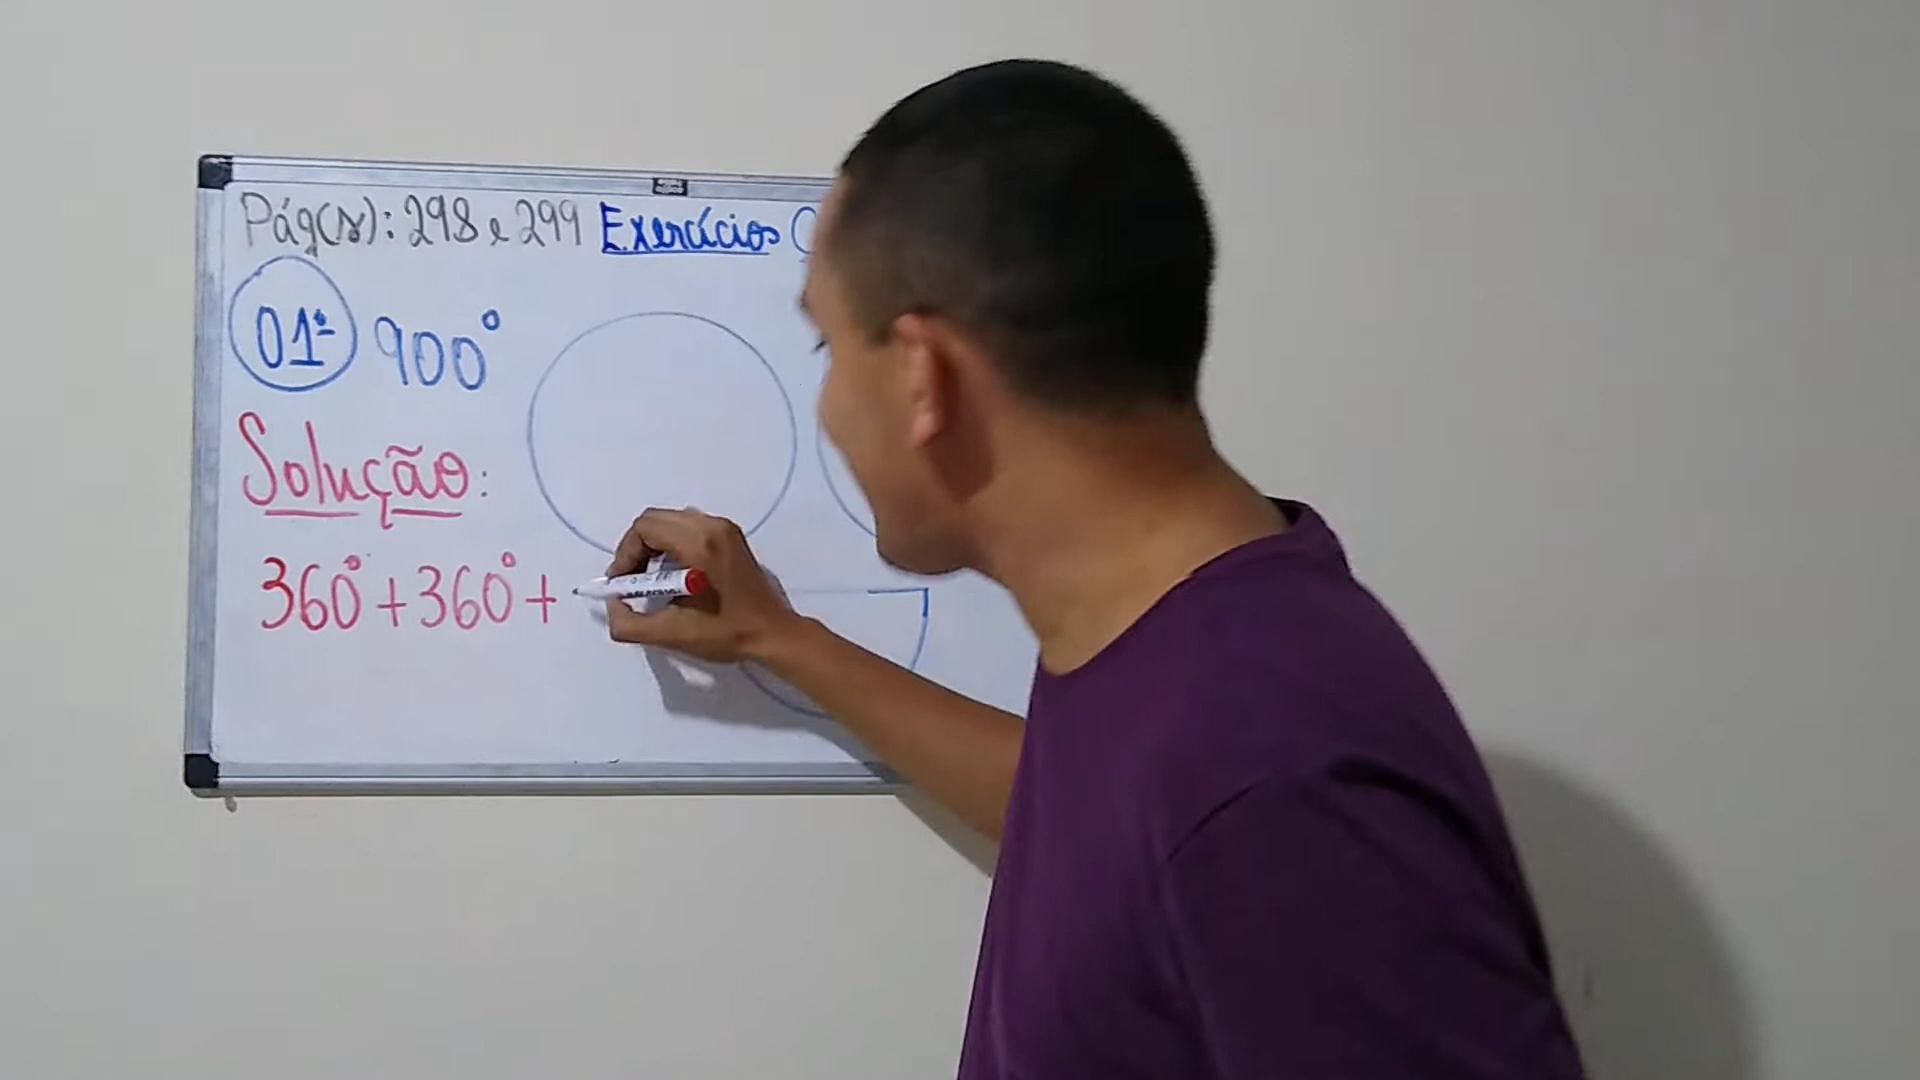 Pág(s): 298 e 299 Exercícios
01ª 900°
Solução:
360° + 360° +